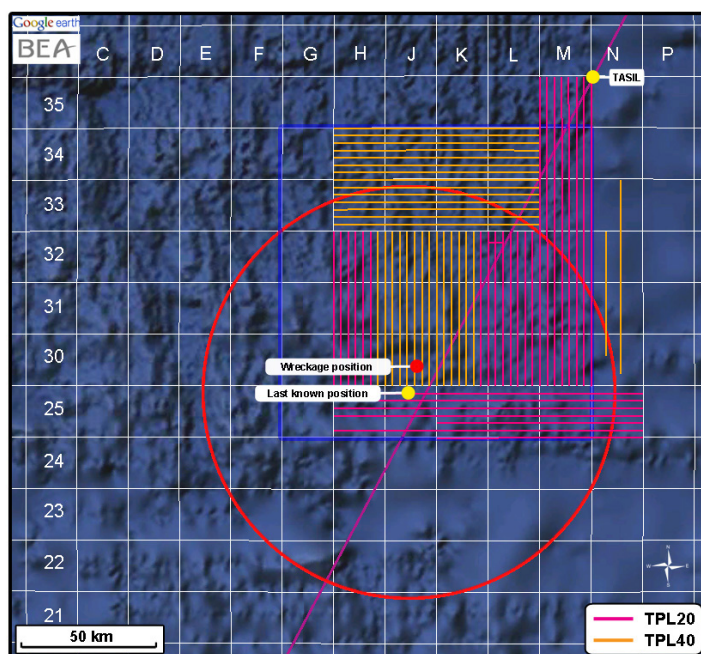 Google earth
BEA
C D E F G H J K L M N P
TASIL
35
34
33
32
31
30
Wreckage position
Last known position
25
24
23
22
21
N
W E
S
50 km
TPL20
TPL40